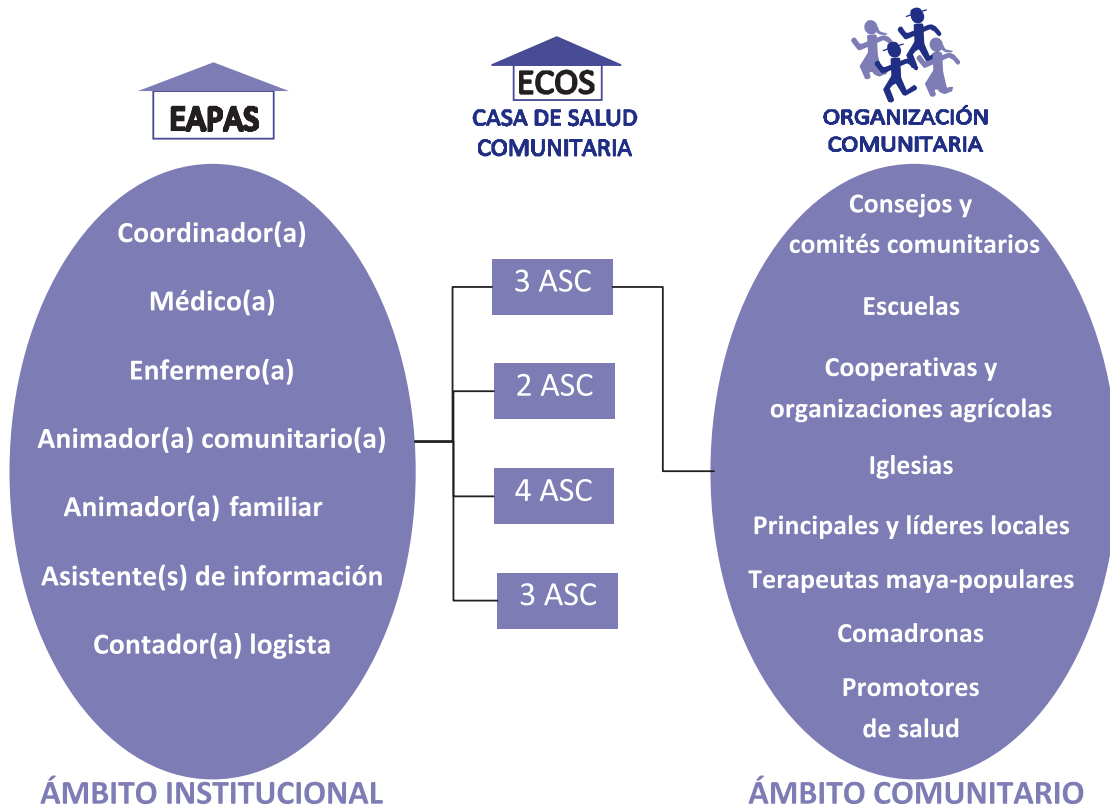 EAPAS
Coordinador(a)
Médico(a)
Enfermero(a)
Animador(a) comunitario(a)
Animador(a) familiar
Asistente(s) de información
Contador(a) logista
ÁMBITO INSTITUCIONAL
ECOS
CASA DE SALUD
COMUNITARIA
3 ASC
2 ASC
4 ASC
3 ASC
ORGANIZACIÓN
COMUNITARIA
Consejos y
comités comunitarios
Escuelas
Cooperativas y
organizaciones agrícolas
Iglesias
Principales y líderes locales
Terapeutas maya-populares
Comadronas
Promotores
de salud
ÁMBITO COMUNITARIO